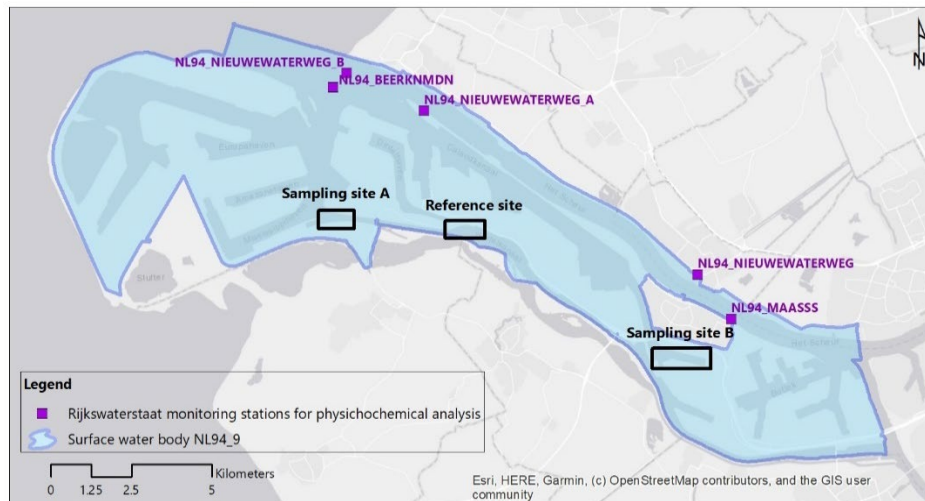 N
NL94_NIEUWEWATERWEG_B
NL94_BEERKNMDN
NL94_NIEUWEWATERWEG_A
Sampling site A
Reference site
NL94_NIEUWEWATERWEG
NL94_MAASSS
Sampling site B
Legend
Rijkswaterstaat monitoring stations for physichochemical analysis
Surface water body NL94_9
Kilometers
0 1.25 2.5 5
Esri, HERE, Garmin, (c) OpenStreetMap contributors, and the GIS user
community